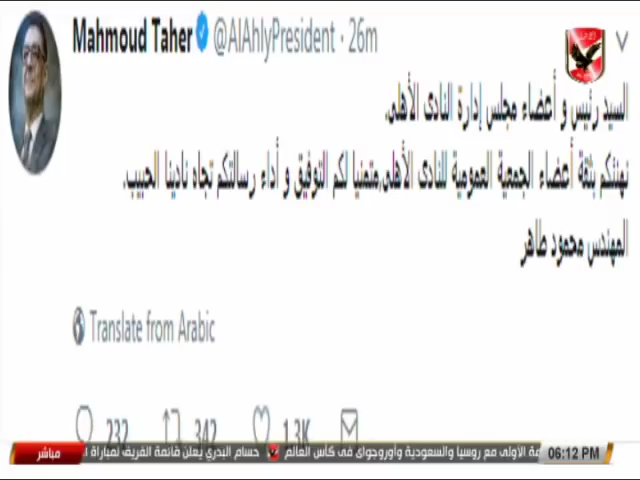 Mahmoud Taher @AlAhlyPresident · 26m
السيد رئيس و أعضاء مجلس إدارة النادى الأهلى.
نهنئكم بثقة أعضاء الجمعية العمومية للنادى الأهلى,متمنيا لكم التوفيق و أداء رسالتكم تجاه نادينا الحبيب.
المهندس محمود طاهر
Translate from Arabic
232 342 1.3K
مباشر
حسام البدري يعلن قائمة الفريق لمباراة
ة الأولى مع روسيا والسعودية وأوروجواي في كأس العالم
06:12 PM